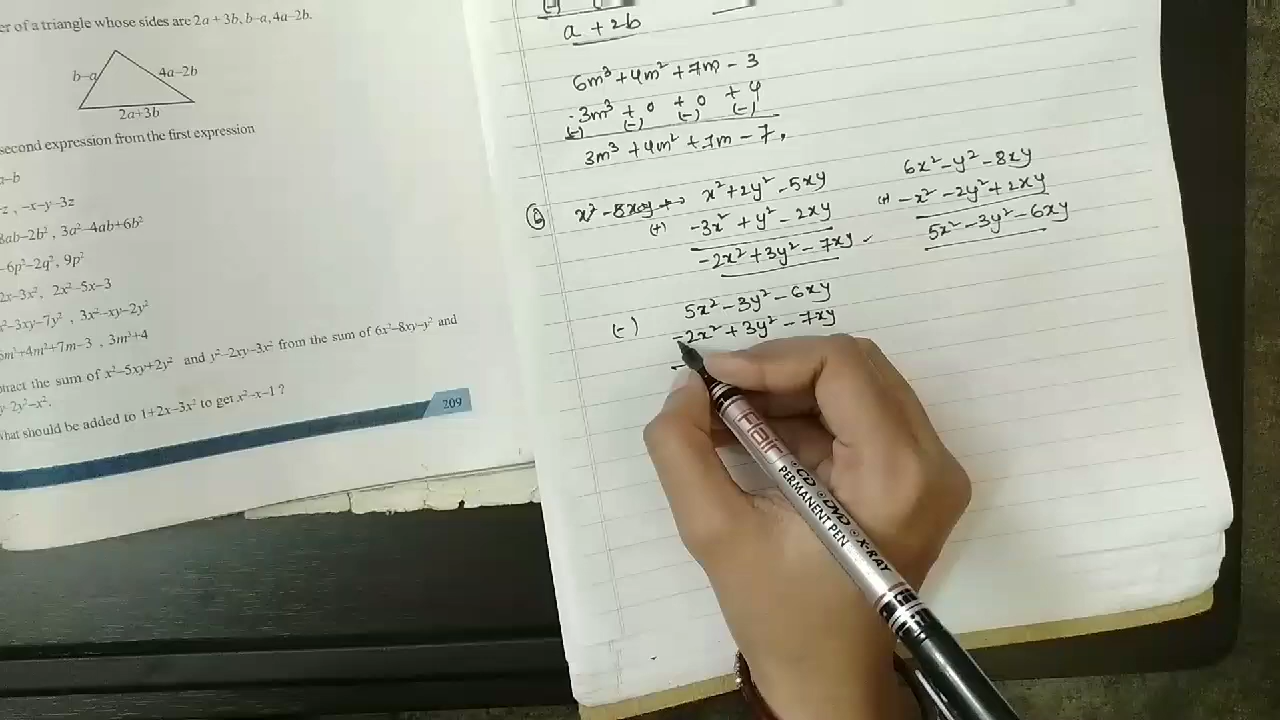 er of a triangle whose sides are 2a + 3b, b–a, 4a–2b.
b–a
4a–2b
2a+3b
second expression from the first expression
a–b
z , –x–y–3z
8ab–2b², 3a²–4ab+6b²
–6p²–2q², 9p²
2x–3x², 2x²–5x–3
x²–3xy–7y² , 3x²–xy–2y²
6m³+4m²+7m–3 , 3m³+4
tract the sum of x²–5xy+2y² and y²–2xy–3x² from the sum of 6x²–8xy–y² and
y–2y²–x².
What should be added to 1+2x–3x² to get x²–x–1 ?
209
a + 2b
6m³ + 4m² + 7m – 3
3m³ + 0 + 0 + 4
(-) (-) (-) (-)
3m³ + 4m² + 7m – 7.
x² + 2y² – 5xy
(+) –3x² + y² – 2xy
–2x² + 3y² – 7xy
6x² – y² – 8xy
(+) –x² – 2y² + 2xy
5x² – 3y² – 6xy
5x² – 3y² – 6xy
(-) –2x² + 3y² – 7xy
Flair
CD • DVD • X-RAY
PERMANENT PEN